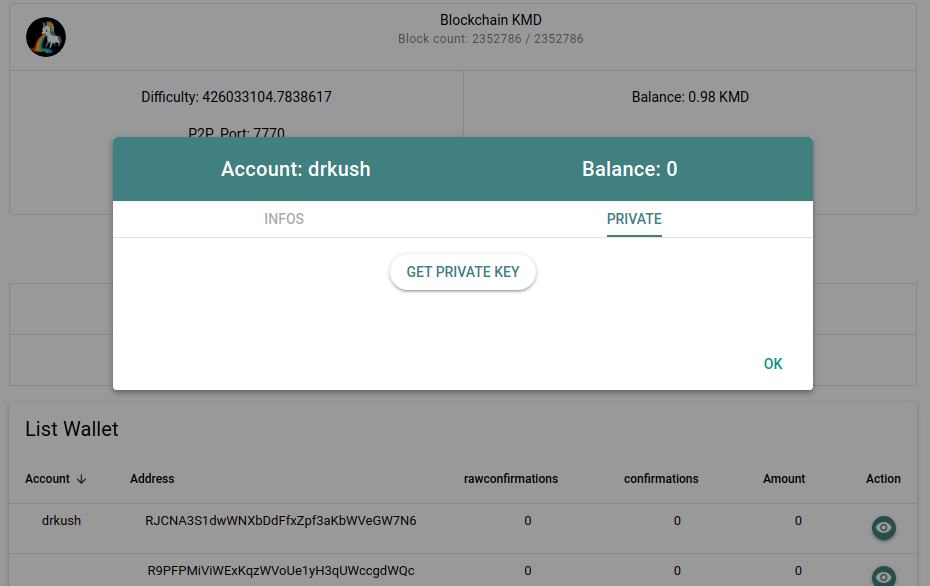 Blockchain KMD
Block count: 2352786 / 2352786
Difficulty: 426033104.7838617
Balance: 0.98 KMD
P2P Port: 7770
Account: drkush Balance: 0
INFOS PRIVATE
GET PRIVATE KEY
OK
List Wallet
Account Address rawconfirmations confirmations Amount Action
drkush RJCNA3S1dwWNXbDdFfxZpf3aKbWVeGW7N6 0 0 0
R9PFPMiViWExKqzWVoUe1yH3qUWccgdWQc 0 0 0